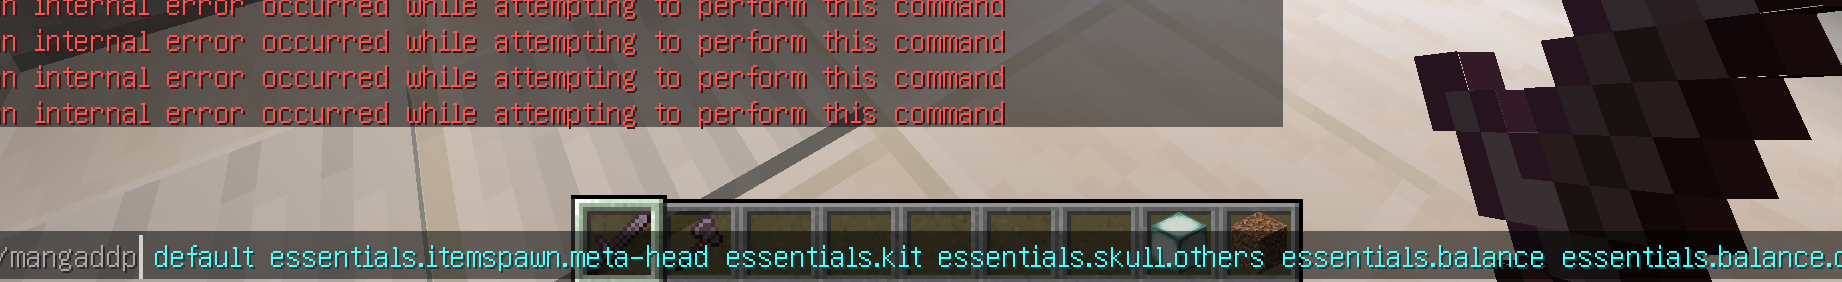 n internal error occurred while attempting to perform this command
n internal error occurred while attempting to perform this command
n internal error occurred while attempting to perform this command
n internal error occurred while attempting to perform this command
/mangaddp default essentials.itemspawn.meta-head essentials.kit essentials.skull.others essentials.balance essentials.balance.